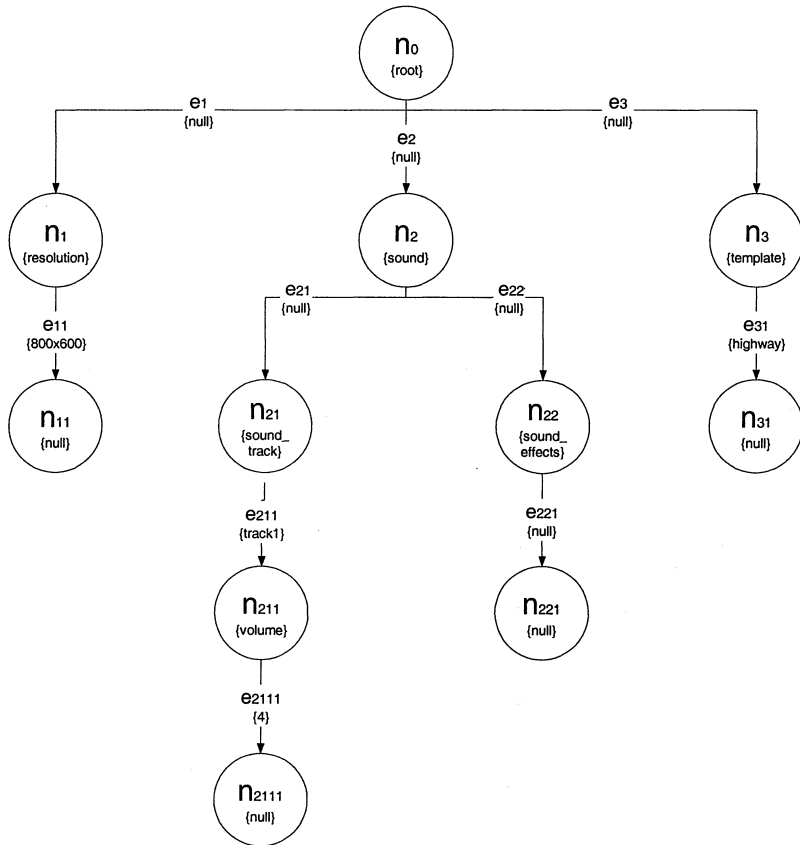 n0
{root}
e1
{null}
e2
{null}
e3
{null}
n1
{resolution}
n2
{sound}
n3
{template}
e11
{800x600}
e21
{null}
e22
{null}
e31
{highway}
n11
{null}
n21
{sound_
track}
n22
{sound_
effects}
n31
{null}
e211
{track1}
e221
{null}
n211
{volume}
n221
{null}
e2111
{4}
n2111
{null}